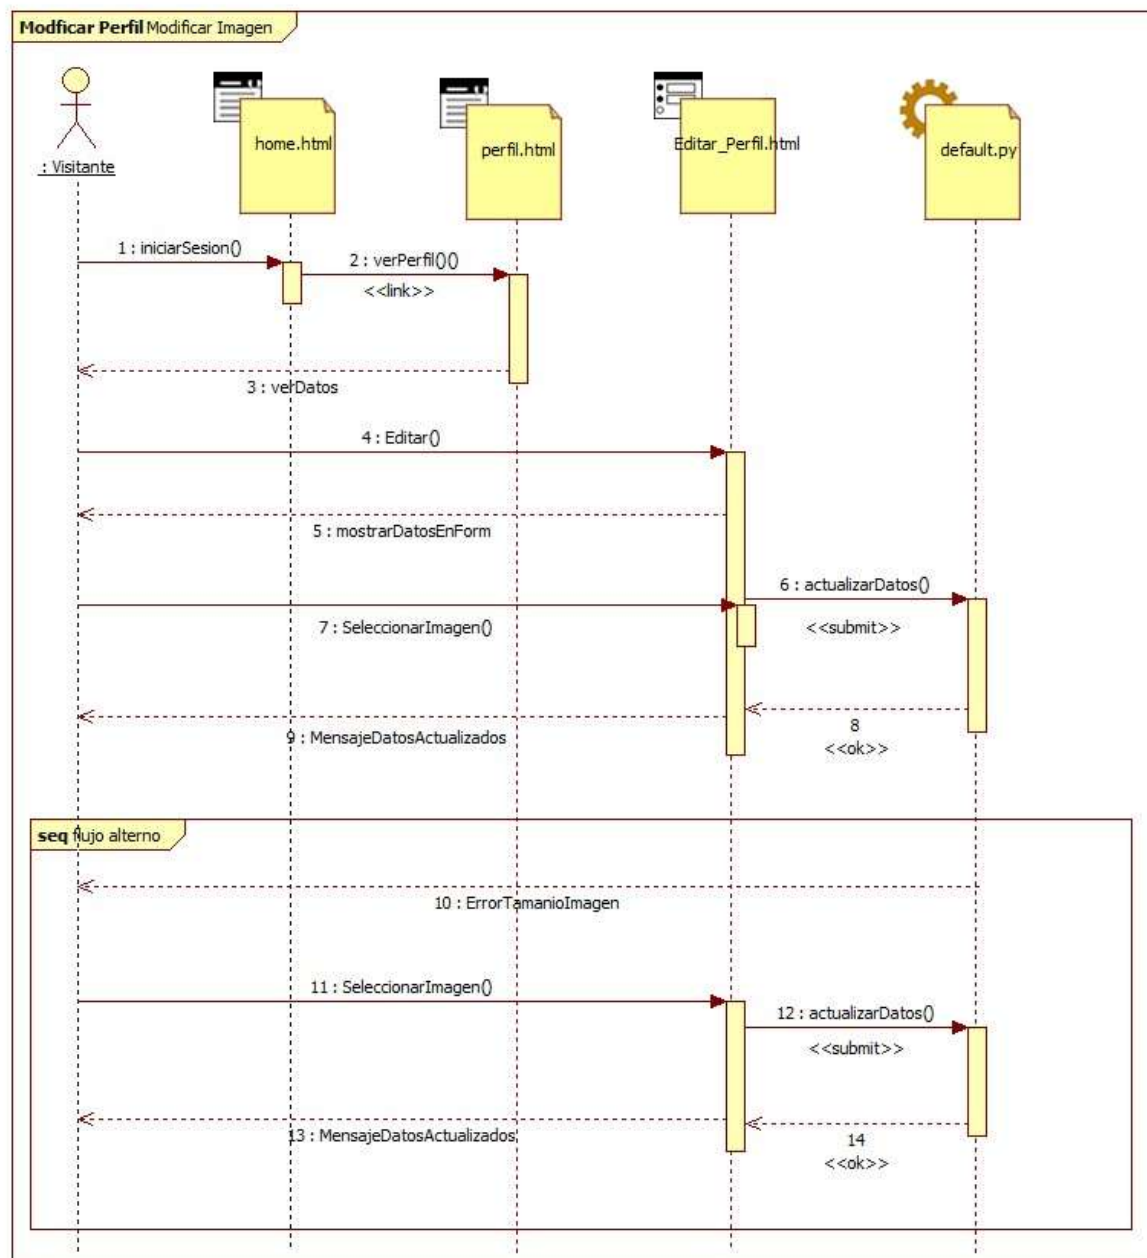 Modficar Perfil Modificar Imagen
: Visitante
home.html
perfil.html
Editar_Perfil.html
default.py
1 : iniciarSesion()
2 : verPerfil()()
<<link>>
3 : verDatos
4 : Editar()
5 : mostrarDatosEnForm
6 : actualizarDatos()
<<submit>>
7 : SeleccionarImagen()
8
<<ok>>
9 : MensajeDatosActualizados
seq flujo alterno
10 : ErrorTamanioImagen
11 : SeleccionarImagen()
12 : actualizarDatos()
<<submit>>
13 : MensajeDatosActualizados
14
<<ok>>